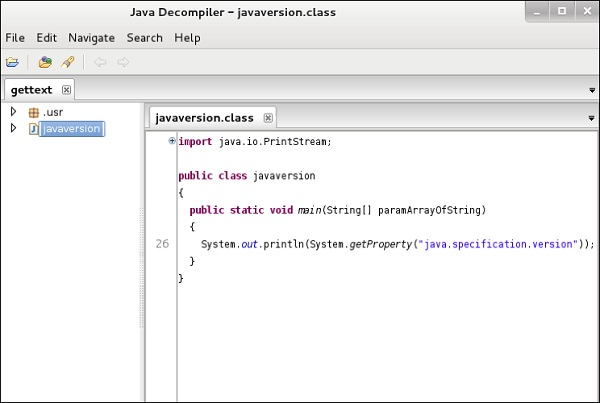 Java Decompiler – javaversion.class
File Edit Navigate Search Help
gettext
.usr
javaversion
javaversion.class
import java.io.PrintStream;
public class javaversion
{
public static void main(String[] paramArrayOfString)
{
26 System.out.println(System.getProperty("java.specification.version"));
}
}